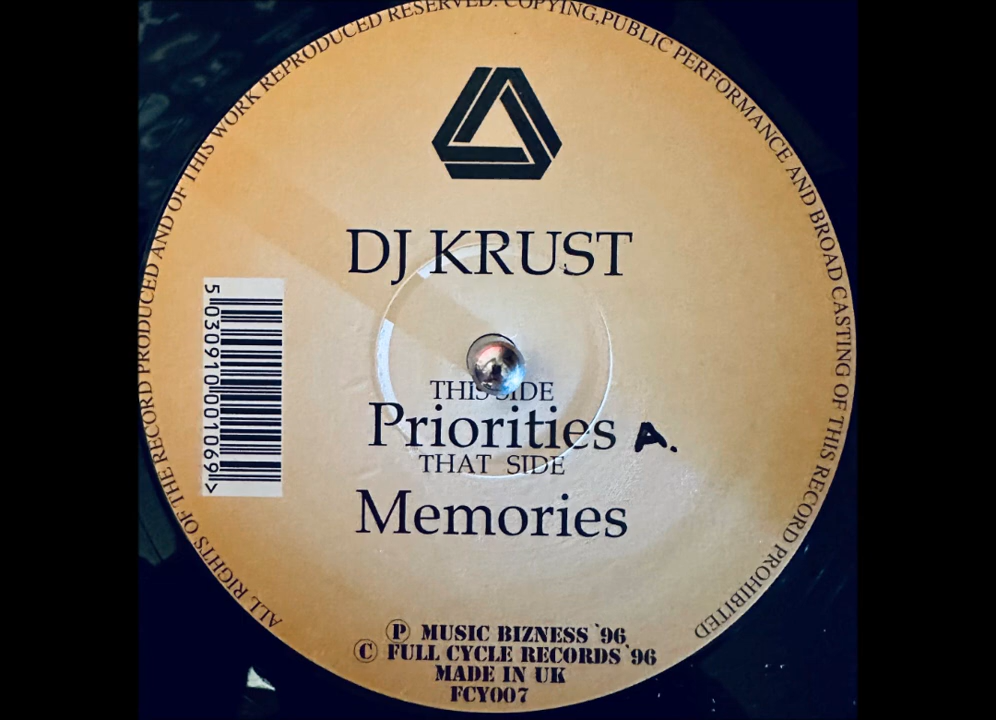 ALL RIGHTS OF THE RECORD PRODUCED AND OF THIS WORK REPRODUCED RESERVED. COPYING,PUBLIC PERFORMANCE AND BROAD CASTING OF THIS RECORD PROHIBITED
DJ KRUST
5 030910 001069 >
THIS SIDE
Priorities A.
THAT SIDE
Memories
Ⓟ MUSIC BIZNESS `96
© FULL CYCLE RECORDS `96
MADE IN UK
FCY007